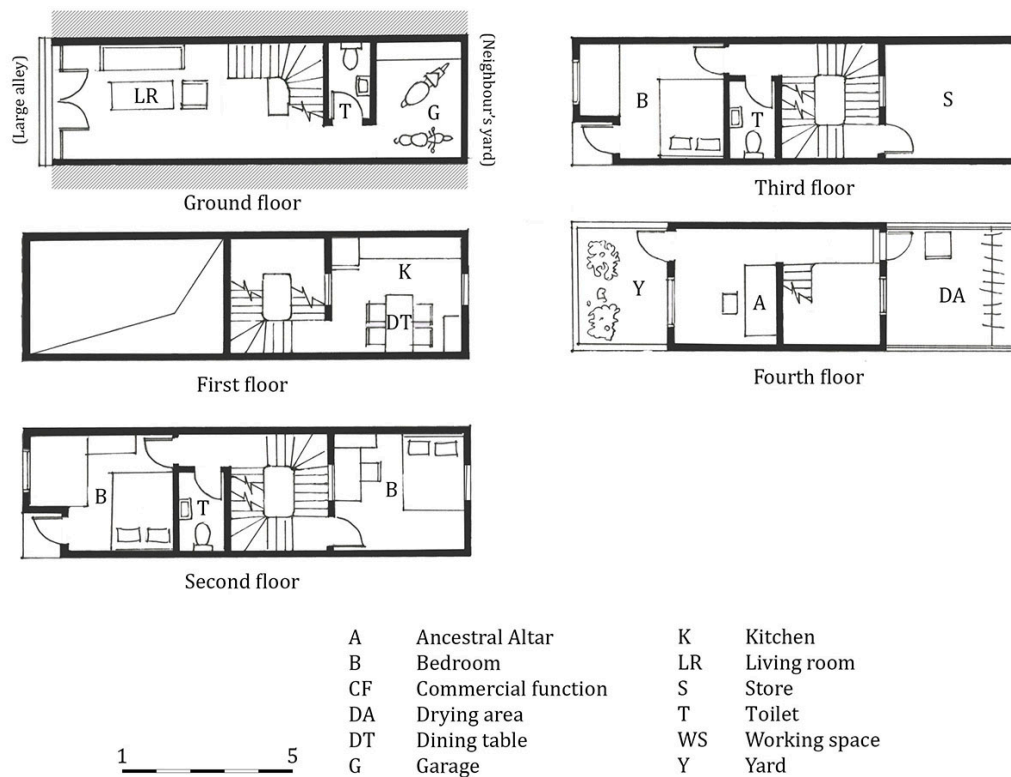 (Large alley)
LR
T
G
(Neighbour's yard)
Ground floor
B
T
S
Third floor
K
DT
First floor
Y
A
DA
Fourth floor
B
T
B
Second floor
A Ancestral Altar
B Bedroom
CF Commercial function
DA Drying area
DT Dining table
G Garage
K Kitchen
LR Living room
S Store
T Toilet
WS Working space
Y Yard
1 5